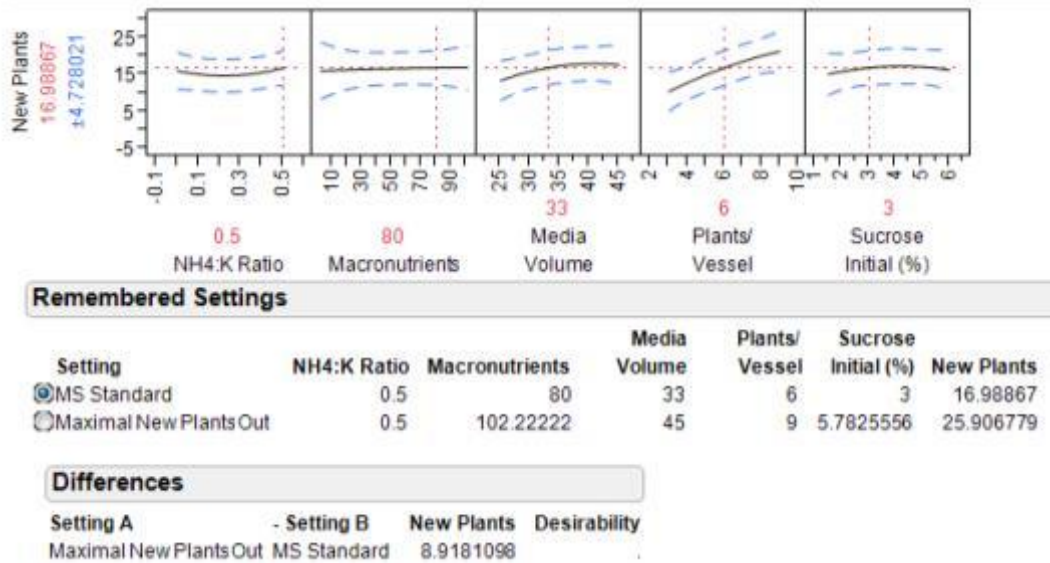 New Plants
16.98867
±4.728021
25
15
5
-5
-0.1 0.1 0.3 0.5 10 30 50 70 90 25 30 35 40 45 2 4 6 8 10 1 2 3 4 5 6
0.5 80 33 6 3
NH4:K Ratio Macronutrients Media Volume Plants/ Vessel Sucrose Initial (%)
Remembered Settings
Media Plants/ Sucrose
Setting NH4:K Ratio Macronutrients Volume Vessel Initial (%) New Plants
MS Standard 0.5 80 33 6 3 16.98867
Maximal New Plants Out 0.5 102.22222 45 9 5.7825556 25.906779
Differences
Setting A - Setting B New Plants Desirability
Maximal New Plants Out MS Standard 8.9181098 .